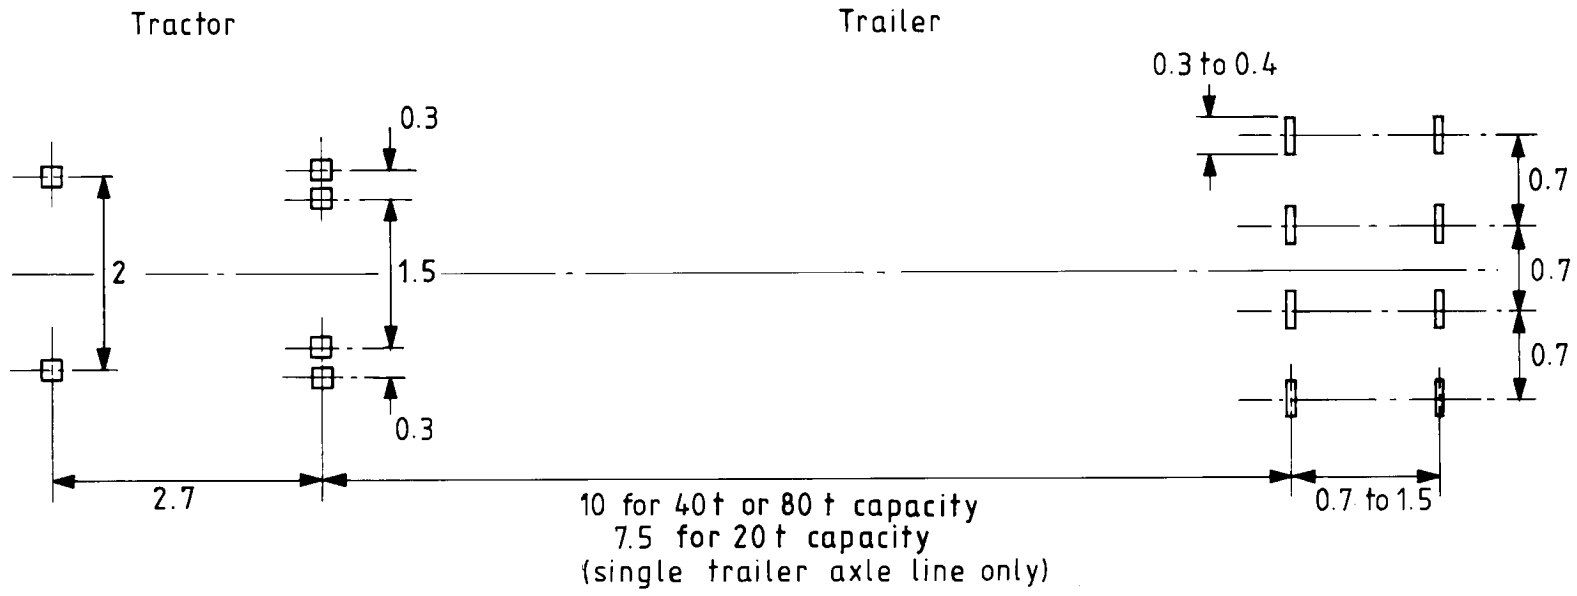 Tractor
Trailer
0.3 to 0.4
0.3
0.7
2
1.5
0.7
0.7
0.3
2.7
10 for 40t or 80 t capacity
0.7 to 1.5
7.5 for 20t capacity
(single trailer axle line only)